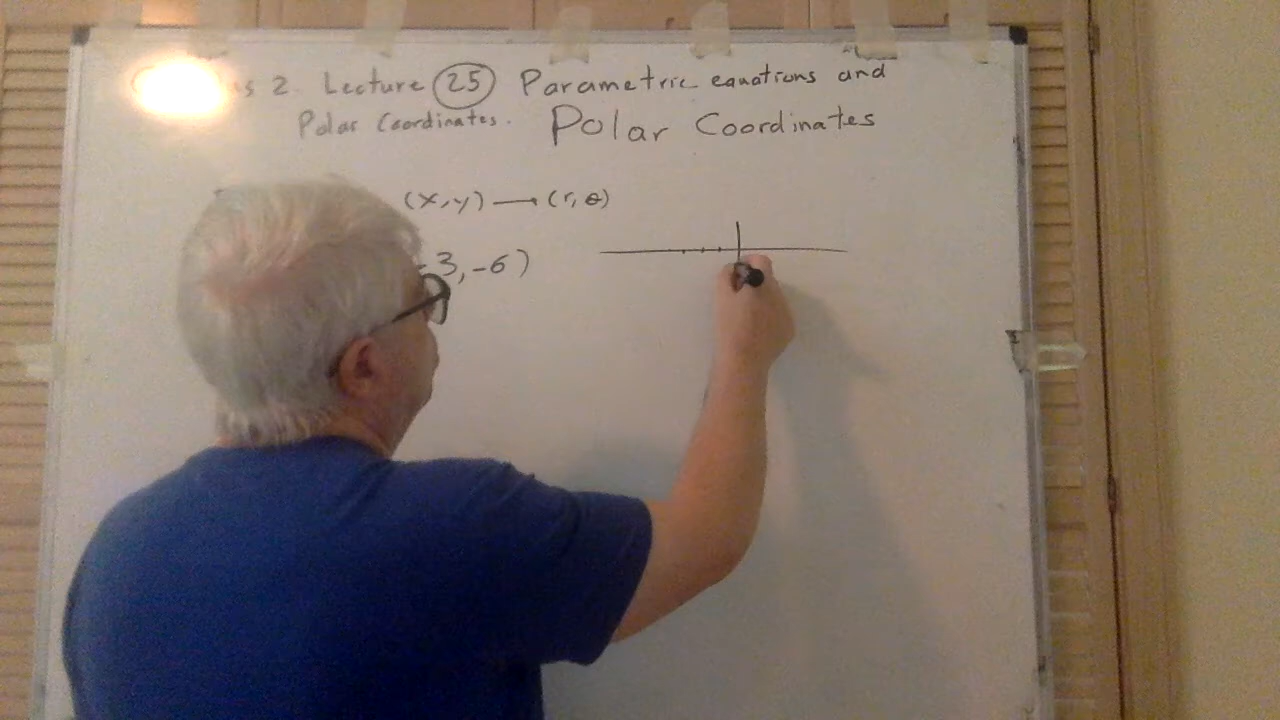 s 2. Lecture 25 Parametric equations and
Polar Coordinates. Polar Coordinates
(x,y) → (r,θ)
-3,-6)